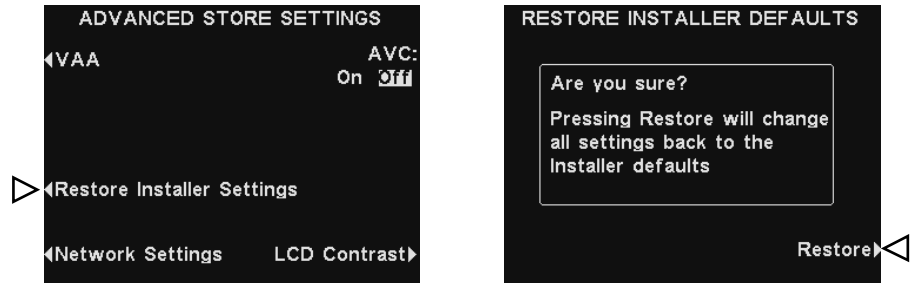 ADVANCED STORE SETTINGS
VAA
AVC:
On Off
Restore Installer Settings
Network Settings LCD Contrast
RESTORE INSTALLER DEFAULTS
Are you sure?
Pressing Restore will change
all settings back to the
Installer defaults
Restore